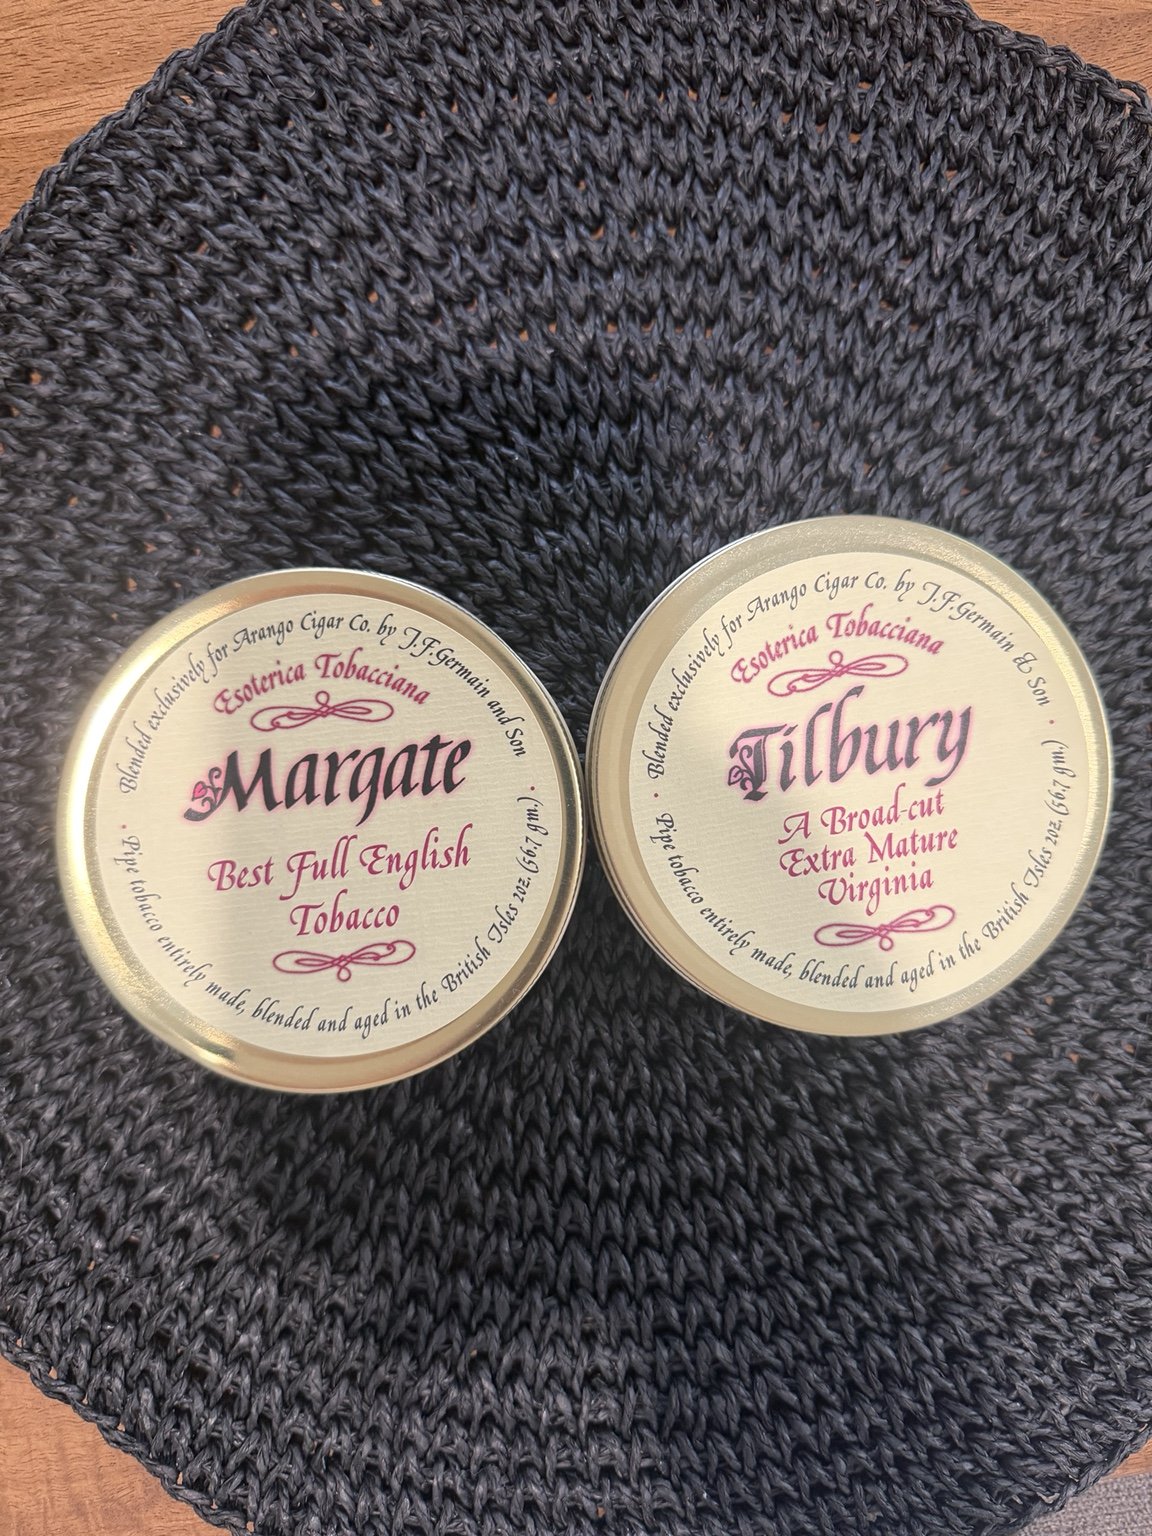 Blended exclusively for Arango Cigar Co. by J.F.Germain and Son
Esoterica Tobacciana
Margate
Best Full English
Tobacco
Pipe tobacco entirely made, blended and aged in the British Isles 2oz. (56.7 gm.)
Blended exclusively for Arango Cigar Co. by J.F.Germain & Son
Esoterica Tobacciana
Tilbury
A Broad-cut
Extra Mature
Virginia
Pipe tobacco entirely made, blended and aged in the British Isles 2oz. (56.7 gm.)